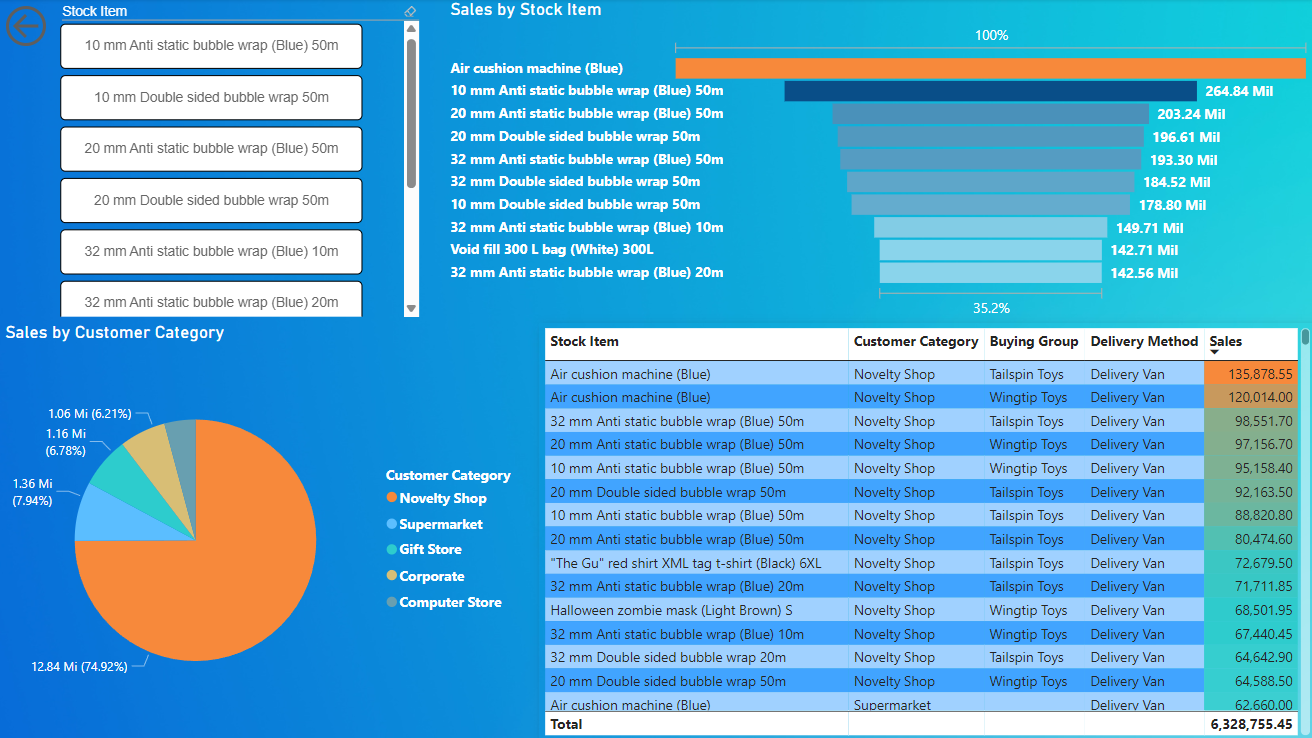 Stock Item
10 mm Anti static bubble wrap (Blue) 50m
10 mm Double sided bubble wrap 50m
20 mm Anti static bubble wrap (Blue) 50m
20 mm Double sided bubble wrap 50m
32 mm Anti static bubble wrap (Blue) 10m
32 mm Anti static bubble wrap (Blue) 20m
Sales by Stock Item
100%
Air cushion machine (Blue)
10 mm Anti static bubble wrap (Blue) 50m 264.84 Mil
20 mm Anti static bubble wrap (Blue) 50m 203.24 Mil
20 mm Double sided bubble wrap 50m 196.61 Mil
32 mm Anti static bubble wrap (Blue) 50m 193.30 Mil
32 mm Double sided bubble wrap 50m 184.52 Mil
10 mm Double sided bubble wrap 50m 178.80 Mil
32 mm Anti static bubble wrap (Blue) 10m 149.71 Mil
Void fill 300 L bag (White) 300L 142.71 Mil
32 mm Anti static bubble wrap (Blue) 20m 142.56 Mil
35.2%
Sales by Customer Category
1.06 Mi (6.21%)
1.16 Mi
(6.78%)
1.36 Mi
(7.94%)
12.84 Mi (74.92%)
Customer Category
Novelty Shop
Supermarket
Gift Store
Corporate
Computer Store
Stock Item Customer Category Buying Group Delivery Method Sales
Air cushion machine (Blue) Novelty Shop Tailspin Toys Delivery Van 135,878.55
Air cushion machine (Blue) Novelty Shop Wingtip Toys Delivery Van 120,014.00
32 mm Anti static bubble wrap (Blue) 50m Novelty Shop Tailspin Toys Delivery Van 98,551.70
20 mm Anti static bubble wrap (Blue) 50m Novelty Shop Wingtip Toys Delivery Van 97,156.70
10 mm Anti static bubble wrap (Blue) 50m Novelty Shop Wingtip Toys Delivery Van 95,158.40
20 mm Double sided bubble wrap 50m Novelty Shop Tailspin Toys Delivery Van 92,163.50
10 mm Anti static bubble wrap (Blue) 50m Novelty Shop Tailspin Toys Delivery Van 88,820.80
20 mm Anti static bubble wrap (Blue) 50m Novelty Shop Tailspin Toys Delivery Van 80,474.60
"The Gu" red shirt XML tag t-shirt (Black) 6XL Novelty Shop Tailspin Toys Delivery Van 72,679.50
32 mm Anti static bubble wrap (Blue) 20m Novelty Shop Tailspin Toys Delivery Van 71,711.85
Halloween zombie mask (Light Brown) S Novelty Shop Wingtip Toys Delivery Van 68,501.95
32 mm Anti static bubble wrap (Blue) 10m Novelty Shop Wingtip Toys Delivery Van 67,440.45
32 mm Double sided bubble wrap 20m Novelty Shop Tailspin Toys Delivery Van 64,642.90
20 mm Double sided bubble wrap 50m Novelty Shop Wingtip Toys Delivery Van 64,588.50
Air cushion machine (Blue) Supermarket Delivery Van 62,660.00
Total 6,328,755.45